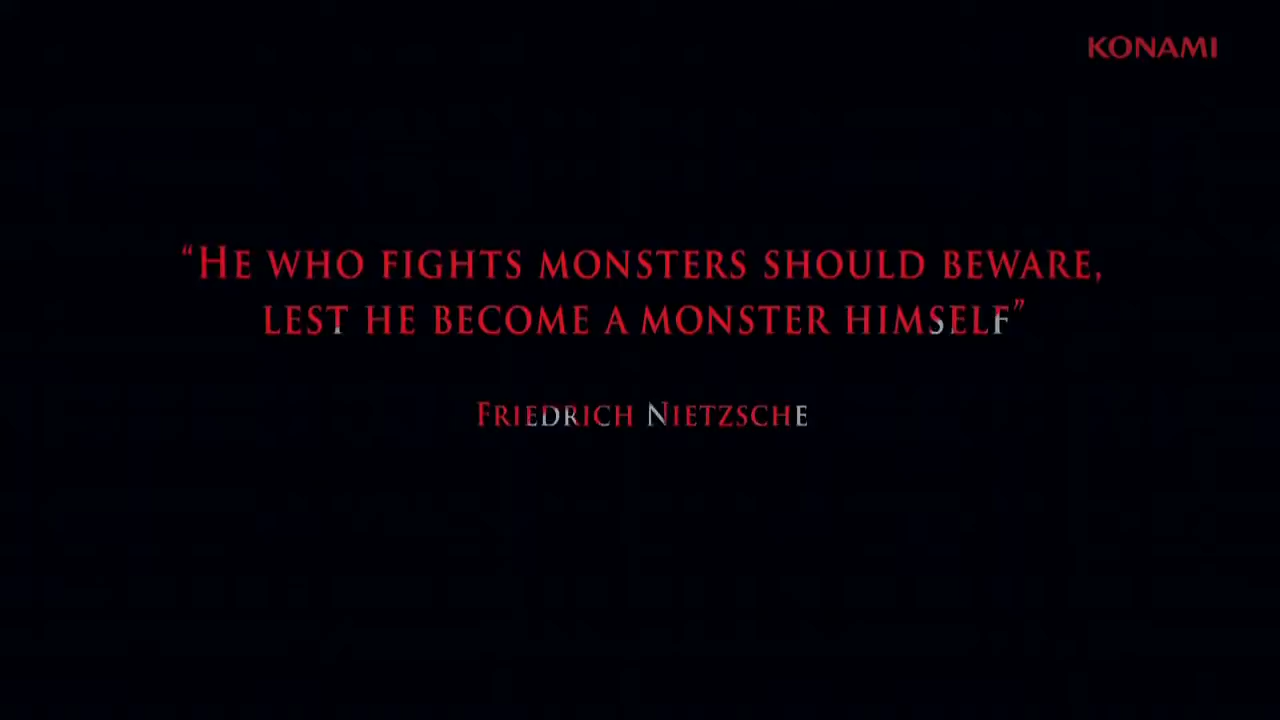 KONAMI
“HE WHO FIGHTS MONSTERS SHOULD BEWARE,
LEST HE BECOME A MONSTER HIMSELF”
FRIEDRICH NIETZSCHE